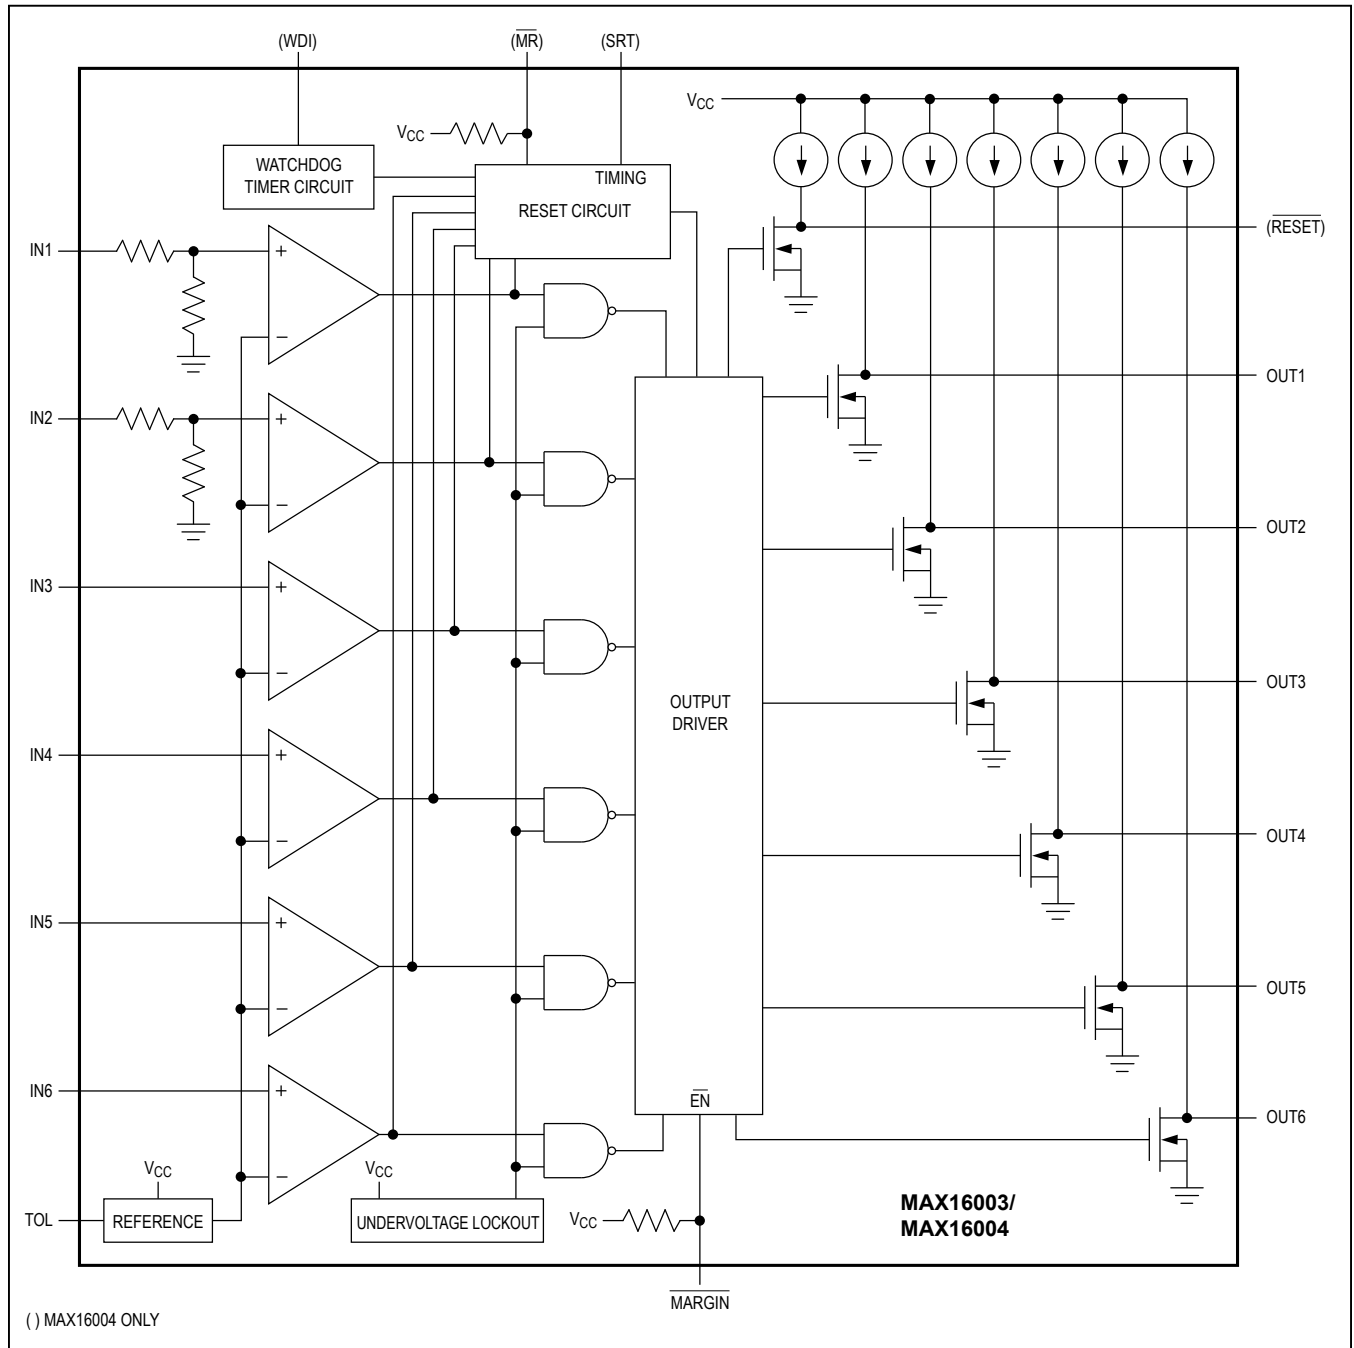 (WDI)
(MR)
(SRT)
VCC
VCC
WATCHDOG
TIMER CIRCUIT
TIMING
RESET CIRCUIT
(RESET)
IN1
+
−
OUT1
IN2
+
−
OUT2
IN3
+
−
OUT3
OUTPUT
DRIVER
IN4
+
−
OUT4
IN5
+
−
OUT5
IN6
+
−
EN
OUT6
VCC
VCC
TOL
REFERENCE
UNDERVOLTAGE LOCKOUT
VCC
MAX16003/
MAX16004
MARGIN
( ) MAX16004 ONLY